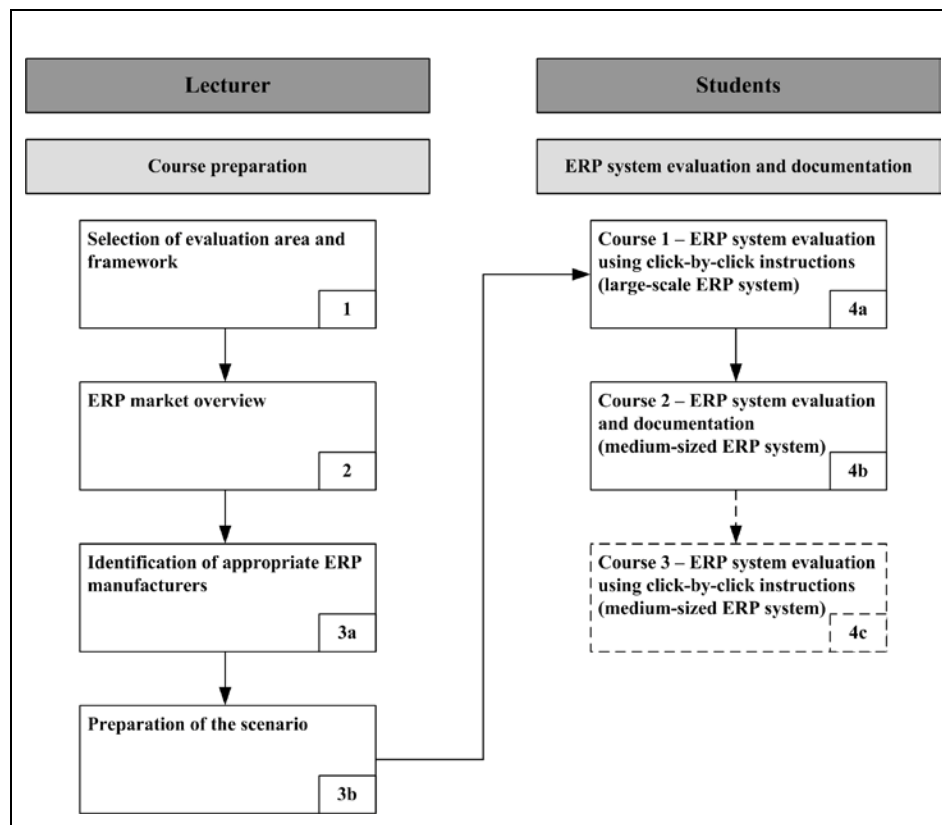 Lecturer
Course preparation
Selection of evaluation area and
framework
1
ERP market overview
2
Identification of appropriate ERP
manufacturers
3a
Preparation of the scenario
3b
Students
ERP system evaluation and documentation
Course 1 – ERP system evaluation
using click-by-click instructions
(large-scale ERP system)
4a
Course 2 – ERP system evaluation
and documentation
(medium-sized ERP system)
4b
Course 3 – ERP system evaluation
using click-by-click instructions
(medium-sized ERP system)
4c